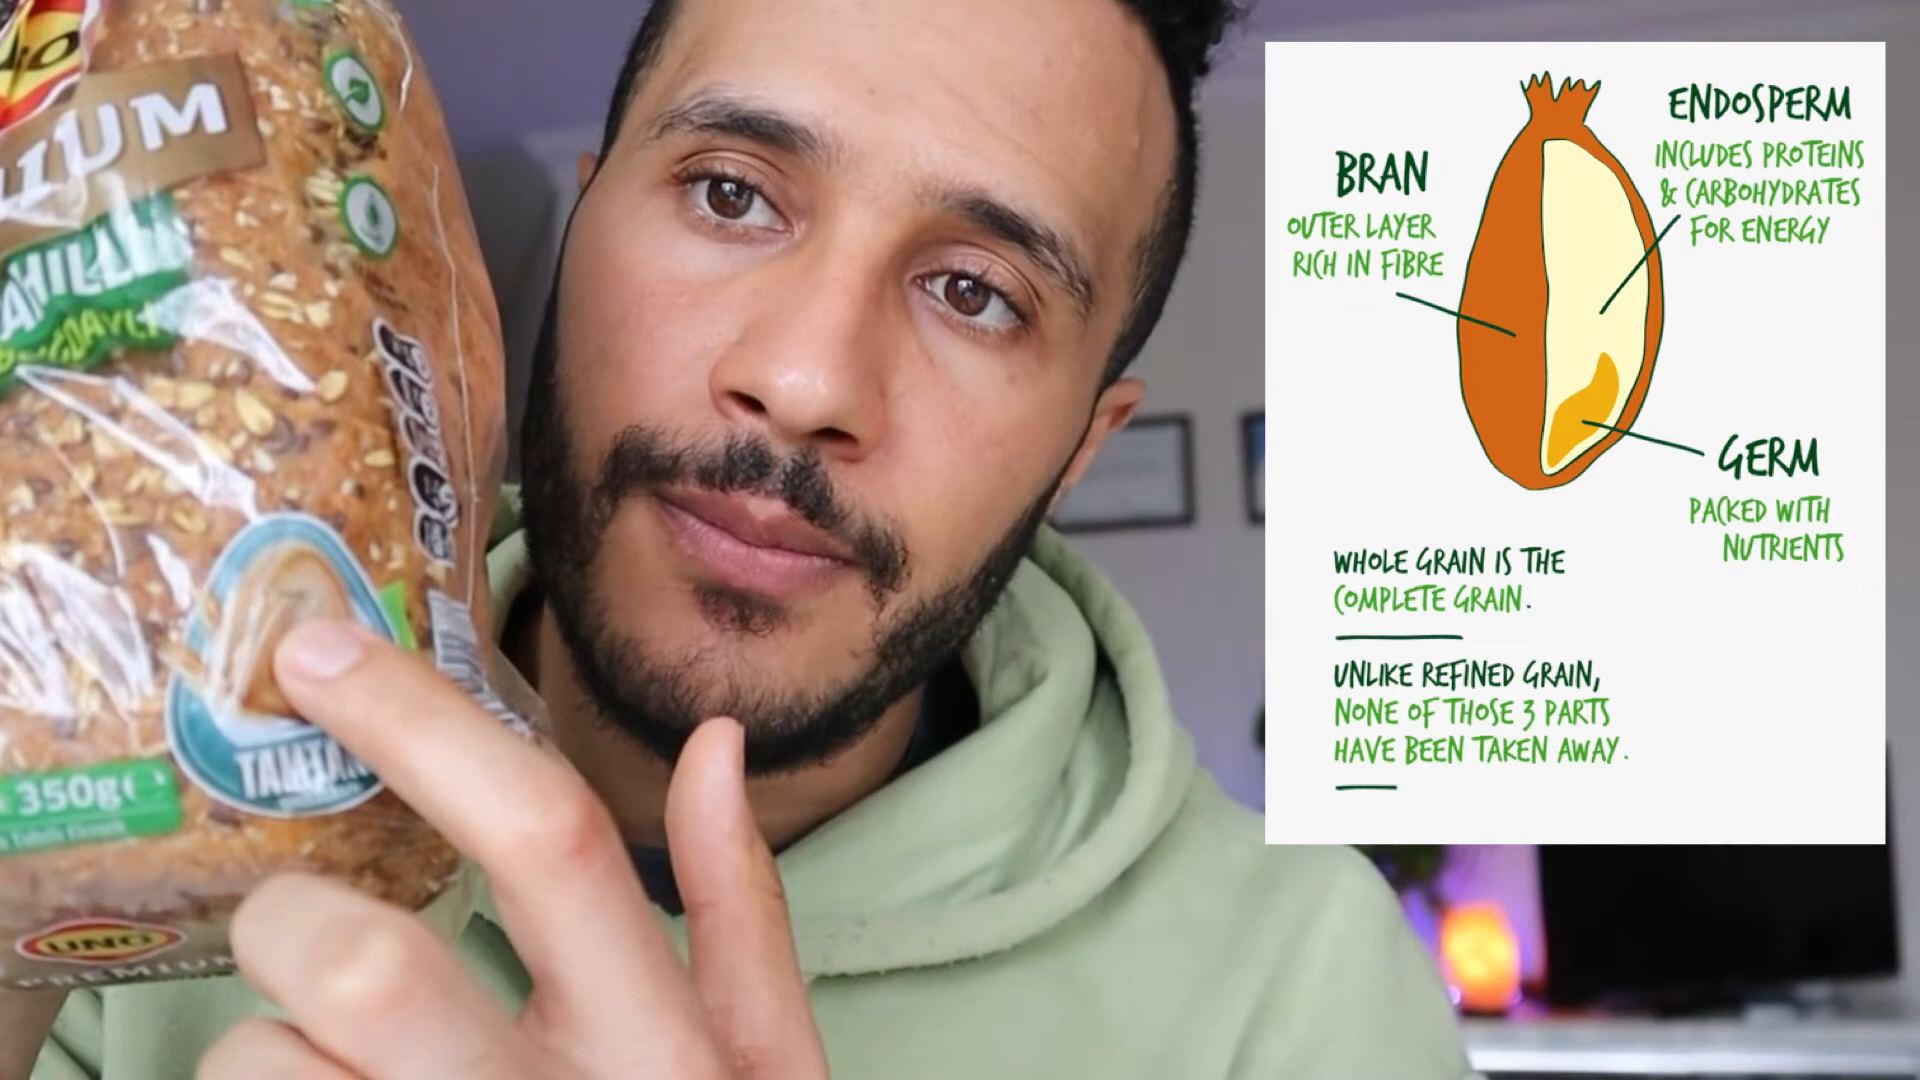 350g
UNO
PREMIUM
BRAN
OUTER LAYER
RICH IN FIBRE
ENDOSPERM
INCLUDES PROTEINS
& CARBOHYDRATES
FOR ENERGY
GERM
PACKED WITH
NUTRIENTS
WHOLE GRAIN IS THE
COMPLETE GRAIN.
UNLIKE REFINED GRAIN,
NONE OF THOSE 3 PARTS
HAVE BEEN TAKEN AWAY.